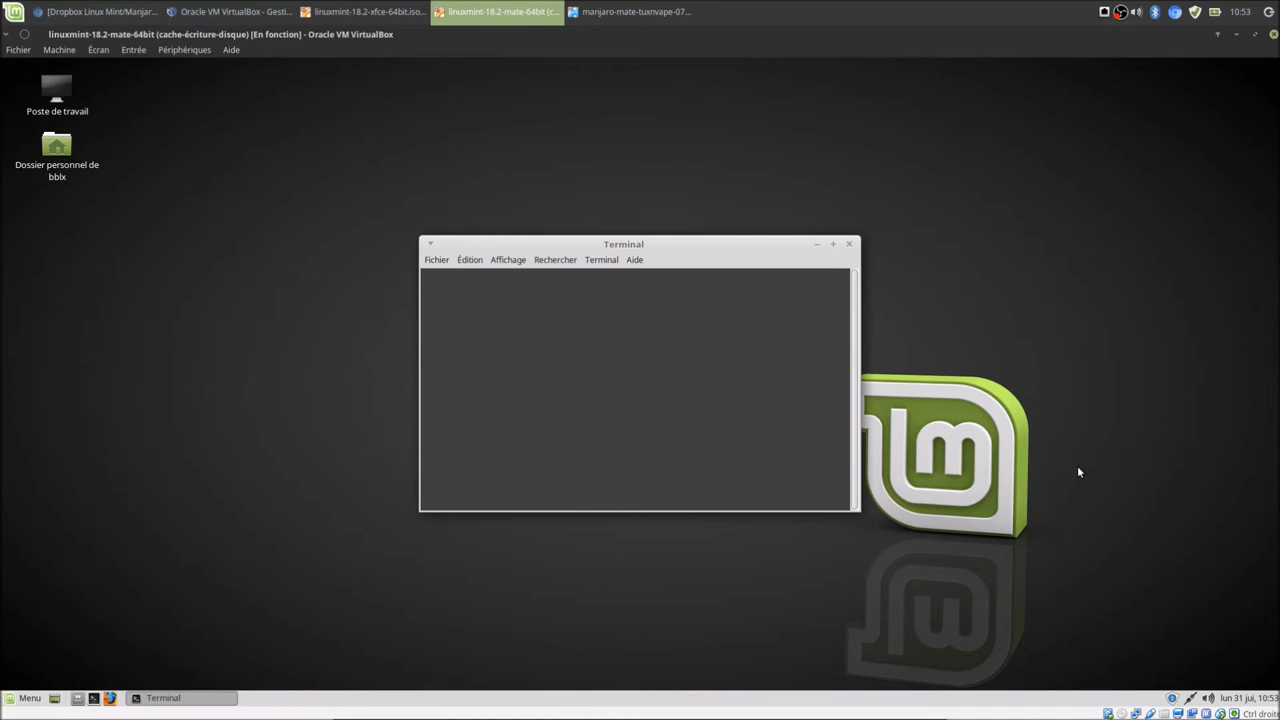 [Dropbox Linux Mint/Manjar...
Oracle VM VirtualBox - Gesti...
linuxmint-18.2-xfce-64bit.iso...
linuxmint-18.2-mate-64bit (c...
manjaro-mate-tuxnvape-07...
10:53
linuxmint-18.2-mate-64bit (cache-écriture-disque) [En fonction] - Oracle VM VirtualBox
Fichier Machine Écran Entrée Périphériques Aide
Poste de travail
Dossier personnel de
bblx
Terminal
Fichier Édition Affichage Rechercher Terminal Aide
lm
Menu
Terminal
lun 31 jui, 10:53
Ctrl droite